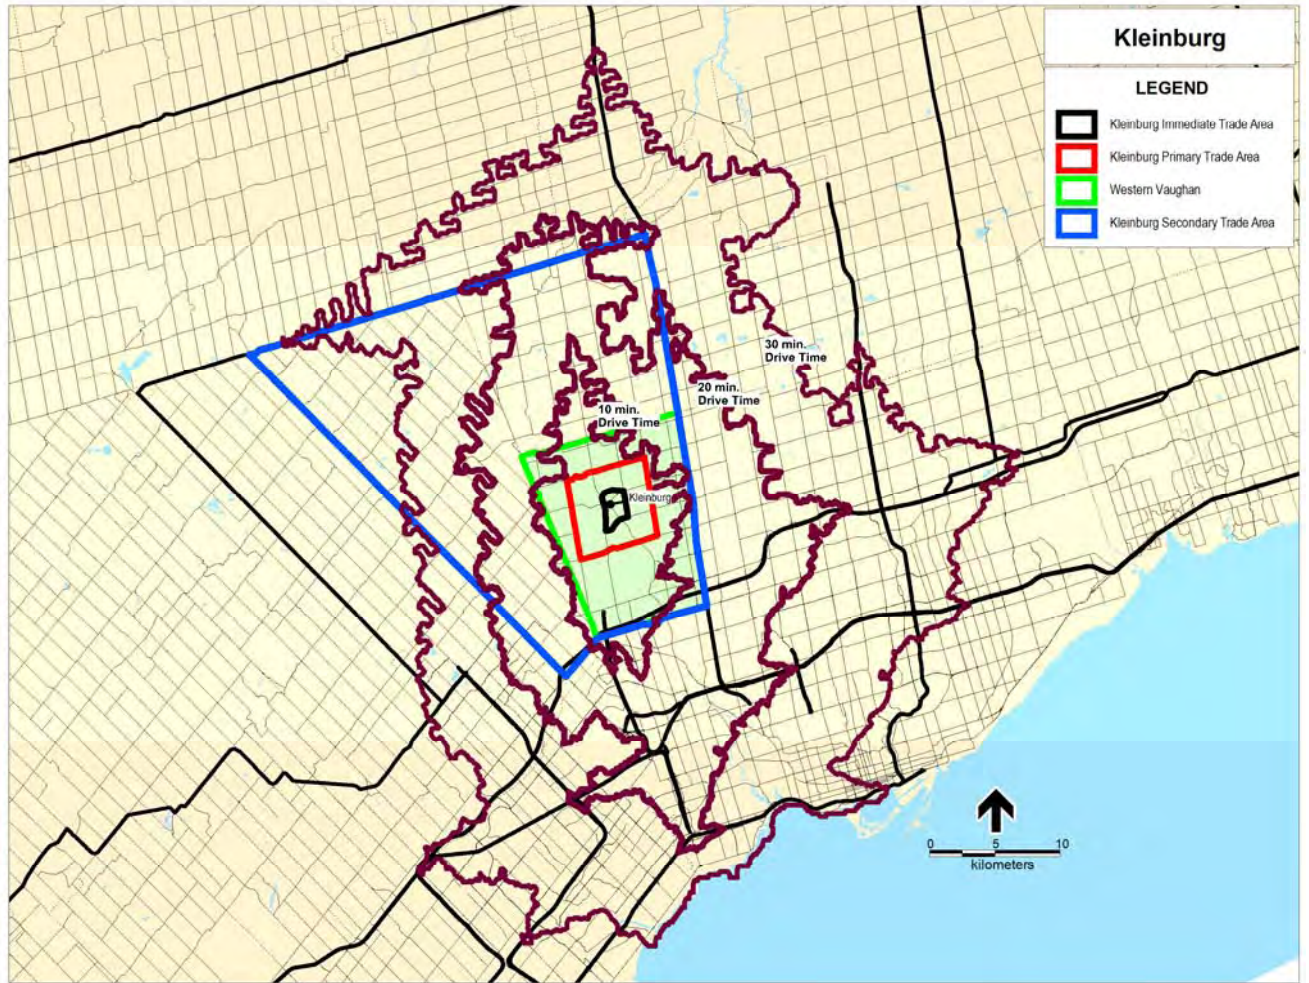 Kleinburg
LEGEND
Kleinburg Immediate Trade Area
Kleinburg Primary Trade Area
Western Vaughan
Kleinburg Secondary Trade Area
30 min.
Drive Time
20 min.
Drive Time
10 min.
Drive Time
Kleinburg
0 5 10
kilometers